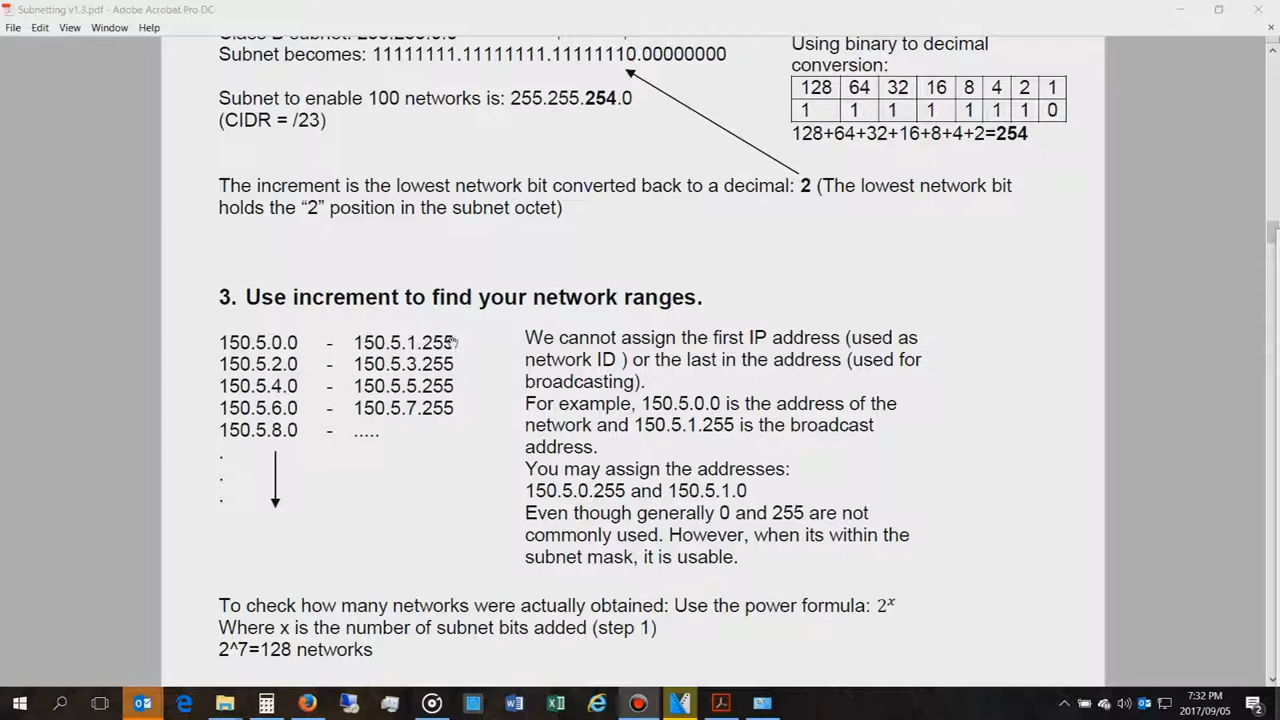 Subnetting v1.3.pdf - Adobe Acrobat Pro DC
File Edit View Window Help
Subnet becomes: 11111111.11111111.11111110.00000000
Subnet to enable 100 networks is: 255.255.254.0
(CIDR = /23)
Using binary to decimal
conversion:
128 64 32 16 8 4 2 1
1 1 1 1 1 1 1 0
128+64+32+16+8+4+2=254
The increment is the lowest network bit converted back to a decimal: 2 (The lowest network bit
holds the “2” position in the subnet octet)
3. Use increment to find your network ranges.
150.5.0.0 - 150.5.1.255
150.5.2.0 - 150.5.3.255
150.5.4.0 - 150.5.5.255
150.5.6.0 - 150.5.7.255
150.5.8.0 - .....
.
.
.
We cannot assign the first IP address (used as
network ID ) or the last in the address (used for
broadcasting).
For example, 150.5.0.0 is the address of the
network and 150.5.1.255 is the broadcast
address.
You may assign the addresses:
150.5.0.255 and 150.5.1.0
Even though generally 0 and 255 are not
commonly used. However, when its within the
subnet mask, it is usable.
To check how many networks were actually obtained: Use the power formula: 2ˣ
Where x is the number of subnet bits added (step 1)
2^7=128 networks
7:32 PM
2017/09/05